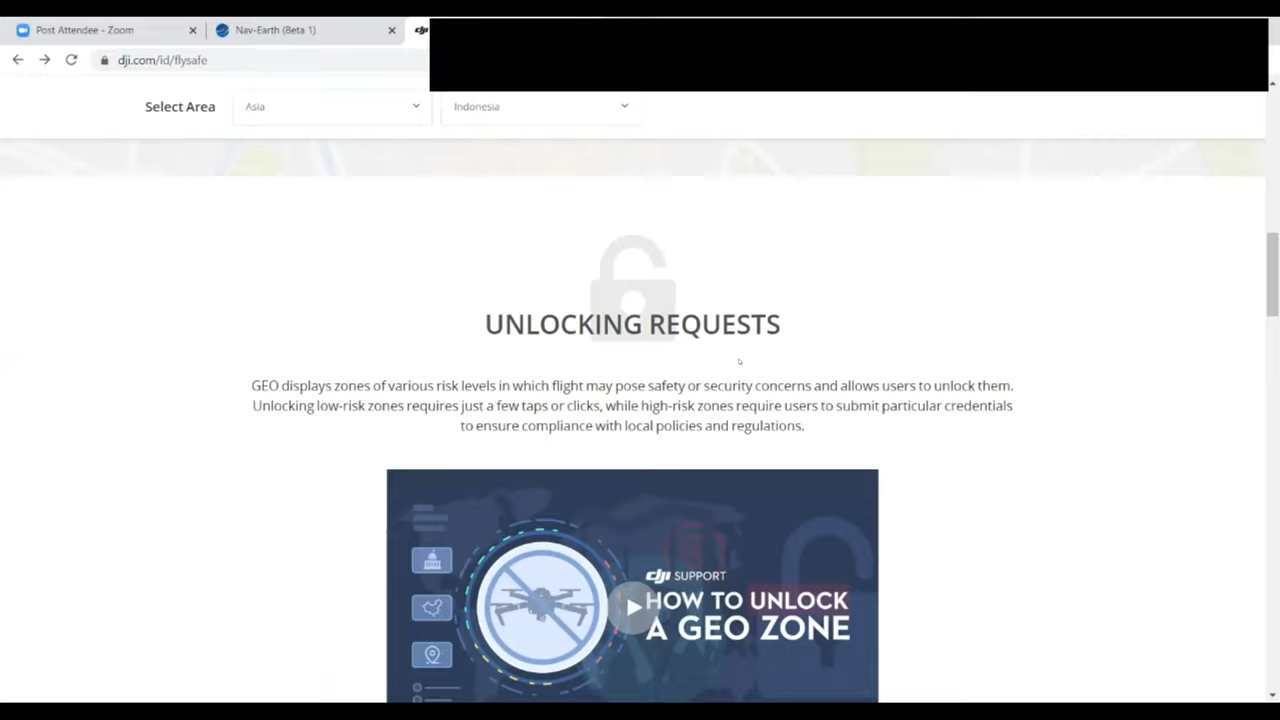 Post Attendee - Zoom
Nav-Earth (Beta 1)
dji
dji.com/id/flysafe
Select Area
Asia
Indonesia
UNLOCKING REQUESTS
GEO displays zones of various risk levels in which flight may pose safety or security concerns and allows users to unlock them.
Unlocking low-risk zones requires just a few taps or clicks, while high-risk zones require users to submit particular credentials
to ensure compliance with local policies and regulations.
dji SUPPORT
HOW TO UNLOCK
A GEO ZONE